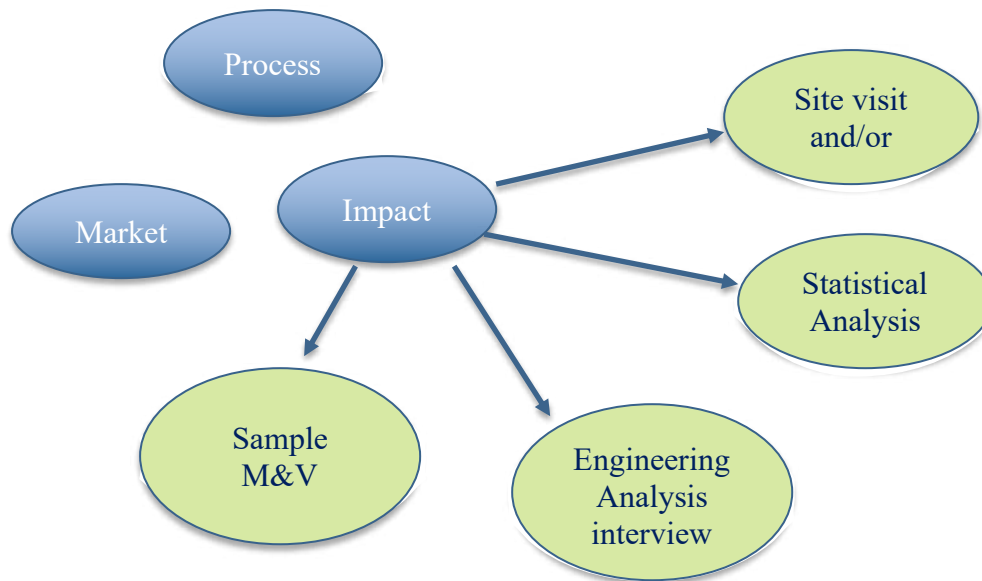 Process
Site visit
and/or
Impact
Market
Statistical
Analysis
Sample
M&V
Engineering
Analysis
interview